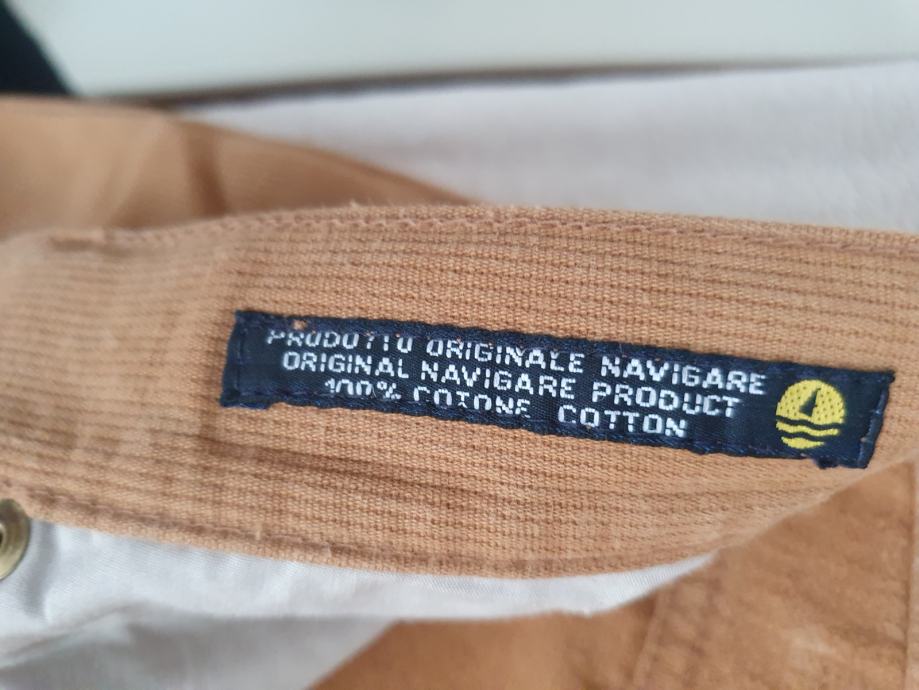 PRODOTTO ORIGINALE NAVIGARE
ORIGINAL NAVIGARE PRODUCT
100% COTONE COTTON